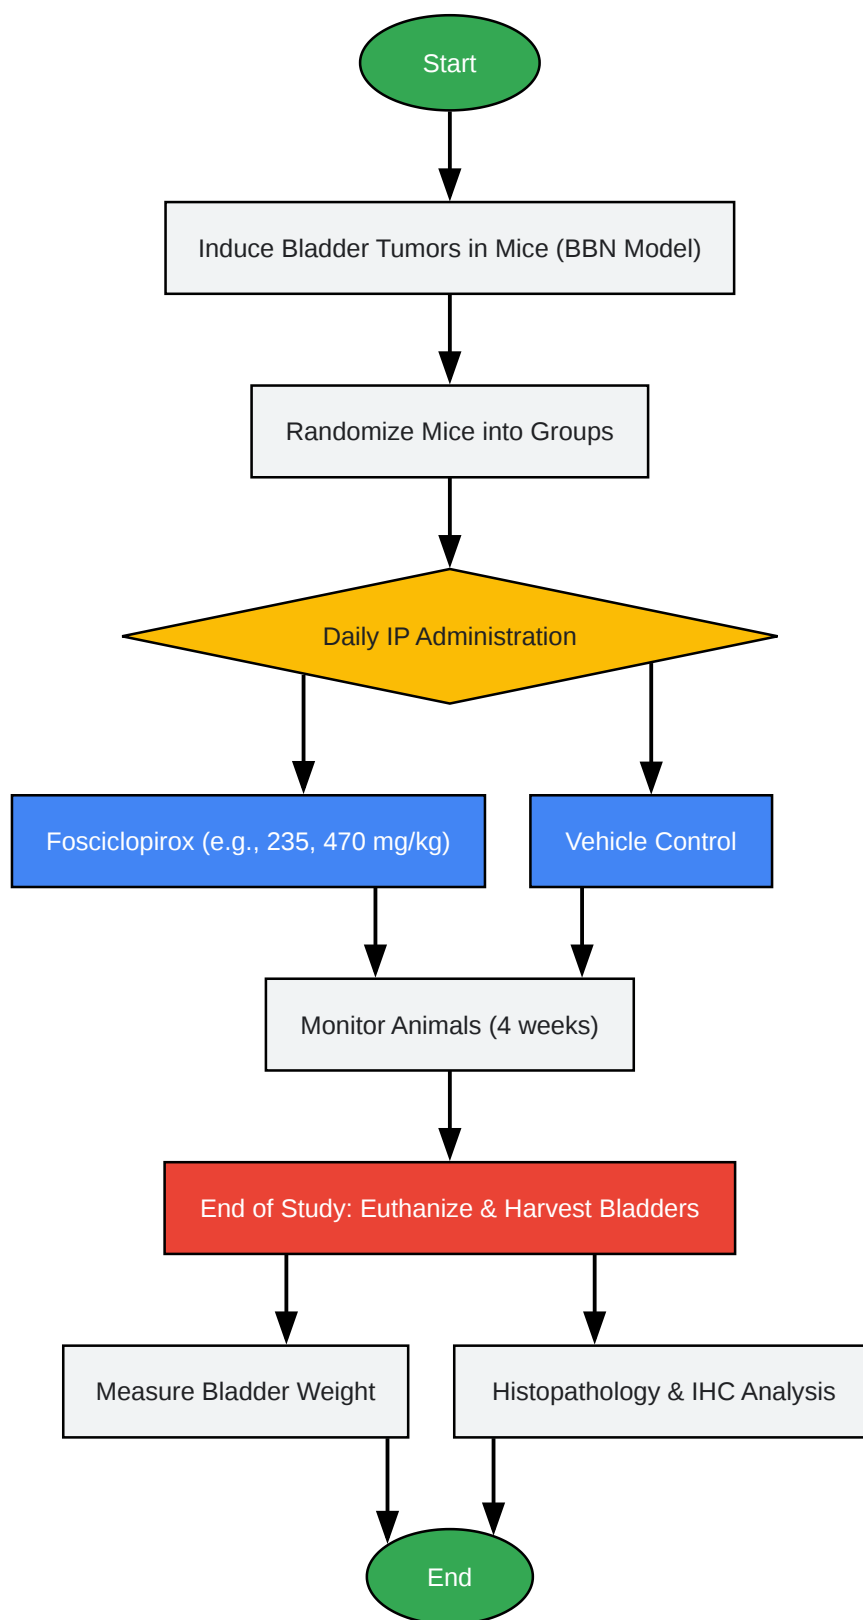 Start
Induce Bladder Tumors in Mice (BBN Model)
Randomize Mice into Groups
Daily IP Administration
Fosciclopirox (e.g., 235, 470 mg/kg)
Vehicle Control
Monitor Animals (4 weeks)
End of Study: Euthanize & Harvest Bladders
Measure Bladder Weight
Histopathology & IHC Analysis
End